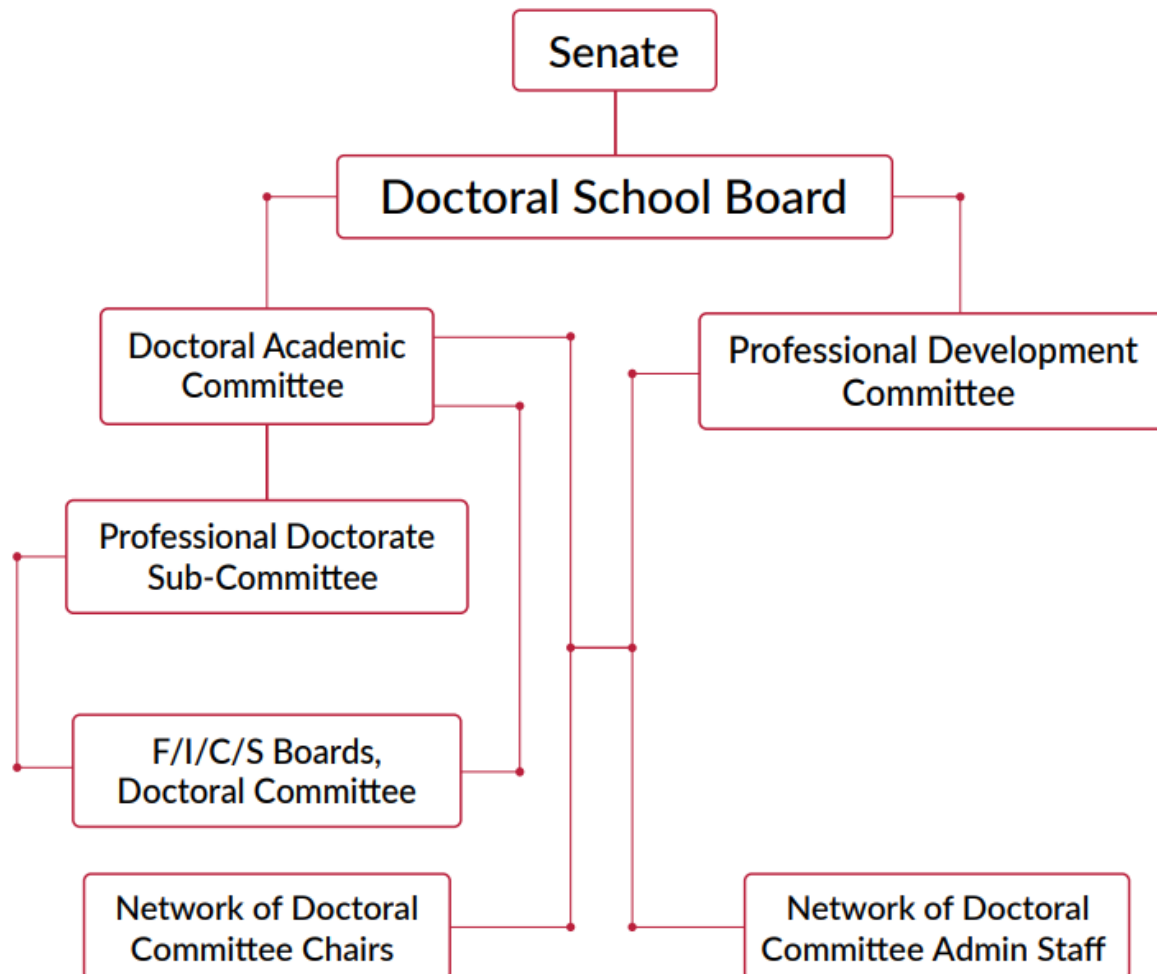 Senate
Doctoral School Board
Doctoral Academic
Committee
Professional Development
Committee
Professional Doctorate
Sub-Committee
F/I/C/S Boards,
Doctoral Committee
Network of Doctoral
Committee Chairs
Network of Doctoral
Committee Admin Staff